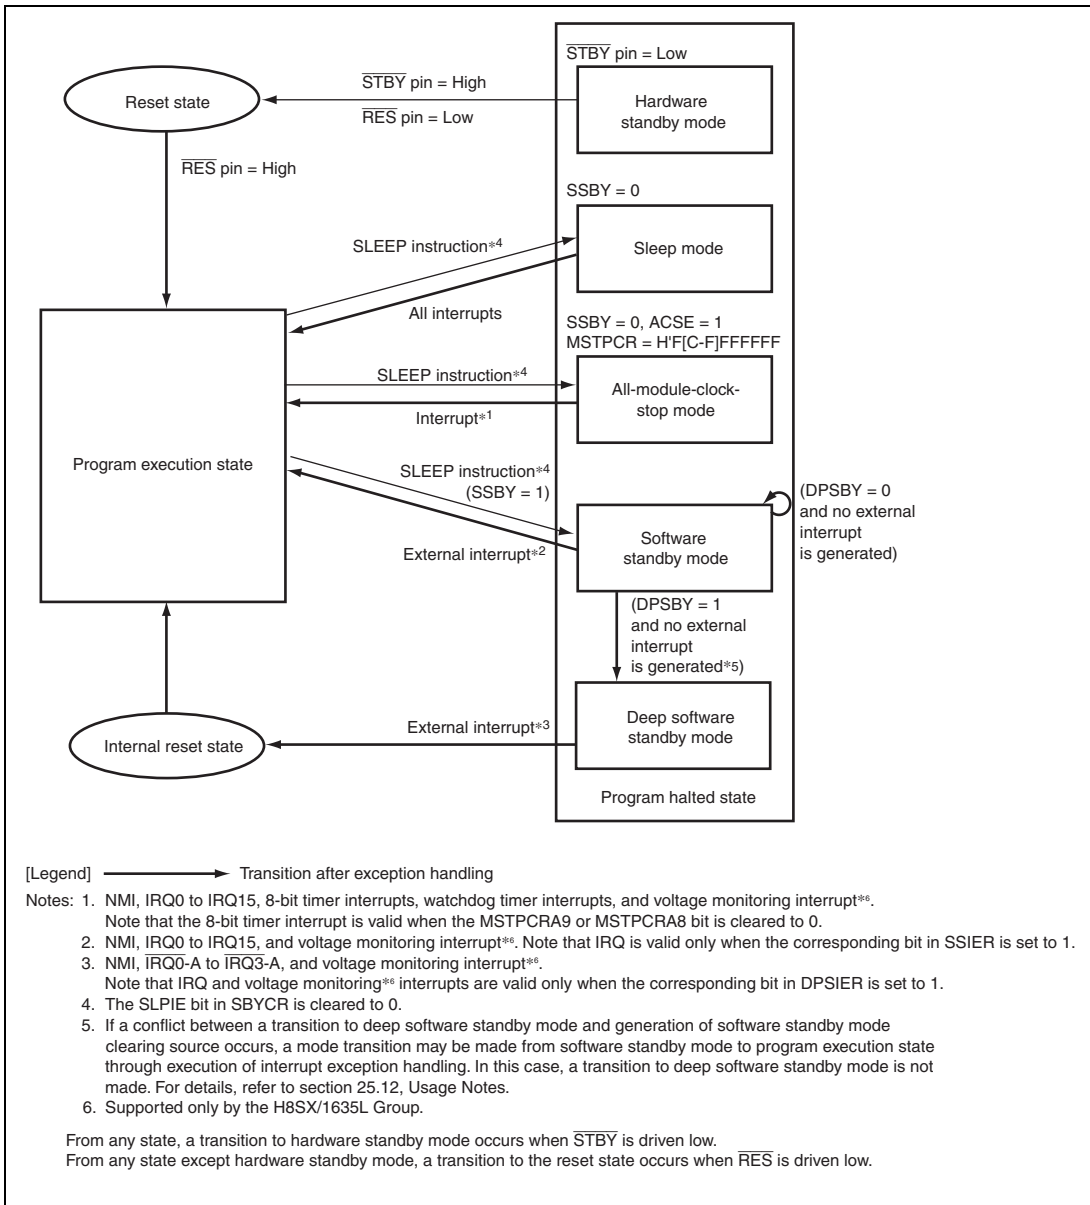 STBY pin = Low
STBY pin = High
RES pin = Low
Reset state
Hardware
standby mode
RES pin = High
SSBY = 0
SLEEP instruction*4
Sleep mode
All interrupts
SSBY = 0, ACSE = 1
MSTPCR = H'F[C-F]FFFFFF
SLEEP instruction*4
All-module-clock-
stop mode
Interrupt*1
Program execution state
SLEEP instruction*4
(SSBY = 1)
External interrupt*2
Software
standby mode
(DPSBY = 0
and no external
interrupt
is generated)
(DPSBY = 1
and no external
interrupt
is generated*5)
External interrupt*3
Internal reset state
Deep software
standby mode
Program halted state
[Legend] Transition after exception handling
Notes: 1. NMI, IRQ0 to IRQ15, 8-bit timer interrupts, watchdog timer interrupts, and voltage monitoring interrupt*6.
Note that the 8-bit timer interrupt is valid when the MSTPCRA9 or MSTPCRA8 bit is cleared to 0.
2. NMI, IRQ0 to IRQ15, and voltage monitoring interrupt*6. Note that IRQ is valid only when the corresponding bit in SSIER is set to 1.
3. NMI, IRQ0-A to IRQ3-A, and voltage monitoring interrupt*6.
Note that IRQ and voltage monitoring*6 interrupts are valid only when the corresponding bit in DPSIER is set to 1.
4. The SLPIE bit in SBYCR is cleared to 0.
5. If a conflict between a transition to deep software standby mode and generation of software standby mode
clearing source occurs, a mode transition may be made from software standby mode to program execution state
through execution of interrupt exception handling. In this case, a transition to deep software standby mode is not
made. For details, refer to section 25.12, Usage Notes.
6. Supported only by the H8SX/1635L Group.
From any state, a transition to hardware standby mode occurs when STBY is driven low.
From any state except hardware standby mode, a transition to the reset state occurs when RES is driven low.